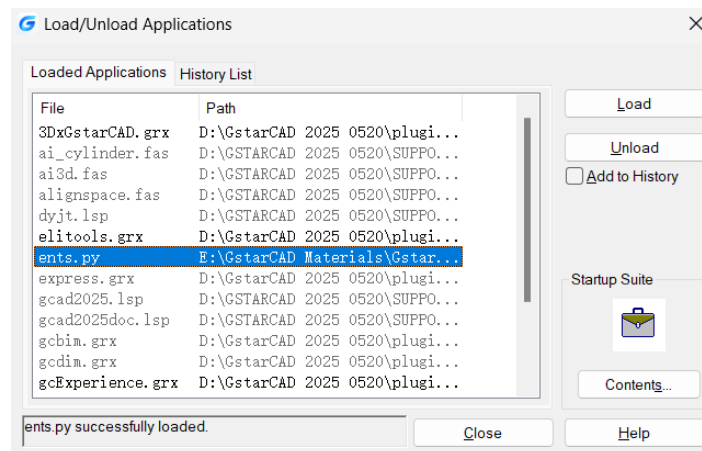 Load/Unload Applications
Loaded Applications History List
File Path
3DxGstarCAD.grx D:\GstarCAD 2025 0520\plugi...
ai_cylinder.fas D:\GSTARCAD 2025 0520\SUPPO...
ai3d.fas D:\GSTARCAD 2025 0520\SUPPO...
alignspace.fas D:\GSTARCAD 2025 0520\SUPPO...
dyjt.lsp D:\GSTARCAD 2025 0520\SUPPO...
elitools.grx D:\GstarCAD 2025 0520\plugi...
ents.py E:\GstarCAD Materials\Gstar...
express.grx D:\GstarCAD 2025 0520\plugi...
gcad2025.lsp D:\GSTARCAD 2025 0520\SUPPO...
gcad2025doc.lsp D:\GSTARCAD 2025 0520\SUPPO...
gcbim.grx D:\GstarCAD 2025 0520\plugi...
gcdim.grx D:\GstarCAD 2025 0520\plugi...
gcExperience.grx D:\GstarCAD 2025 0520\plugi...
Load
Unload
Add to History
Startup Suite
Contents...
ents.py successfully loaded.
Close
Help